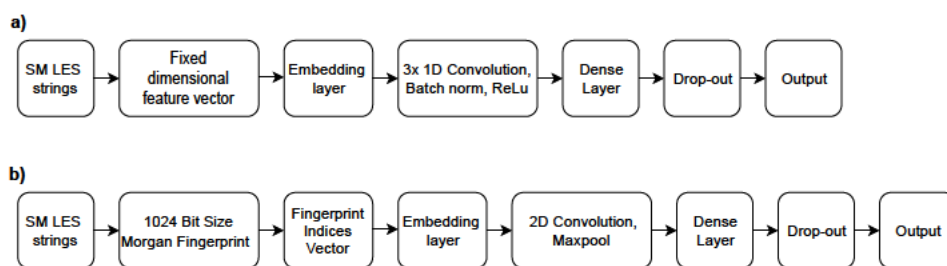 a)
SM LES
strings
Fixed
dimensional
feature vector
Embedding
layer
3x 1D Convolution,
Batch norm, ReLu
Dense
Layer
Drop-out
Output
b)
SM LES
strings
1024 Bit Size
Morgan Fingerprint
Fingerprint
Indices
Vector
Embedding
layer
2D Convolution,
Maxpool
Dense
Layer
Drop-out
Output